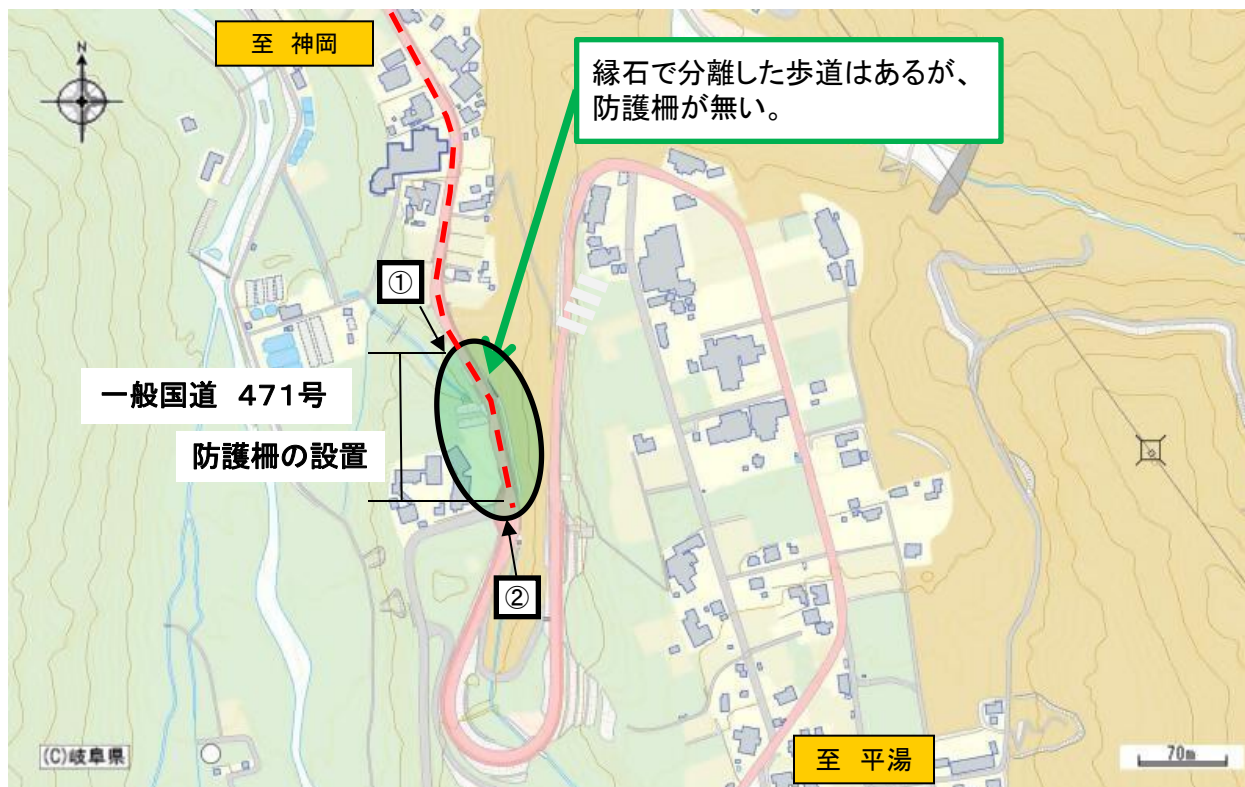 至 神岡
N
縁石で分離した歩道はあるが、
防護柵が無い。
①
一般国道 471号
防護柵の設置
②
至 平湯
(C)岐阜県
70m